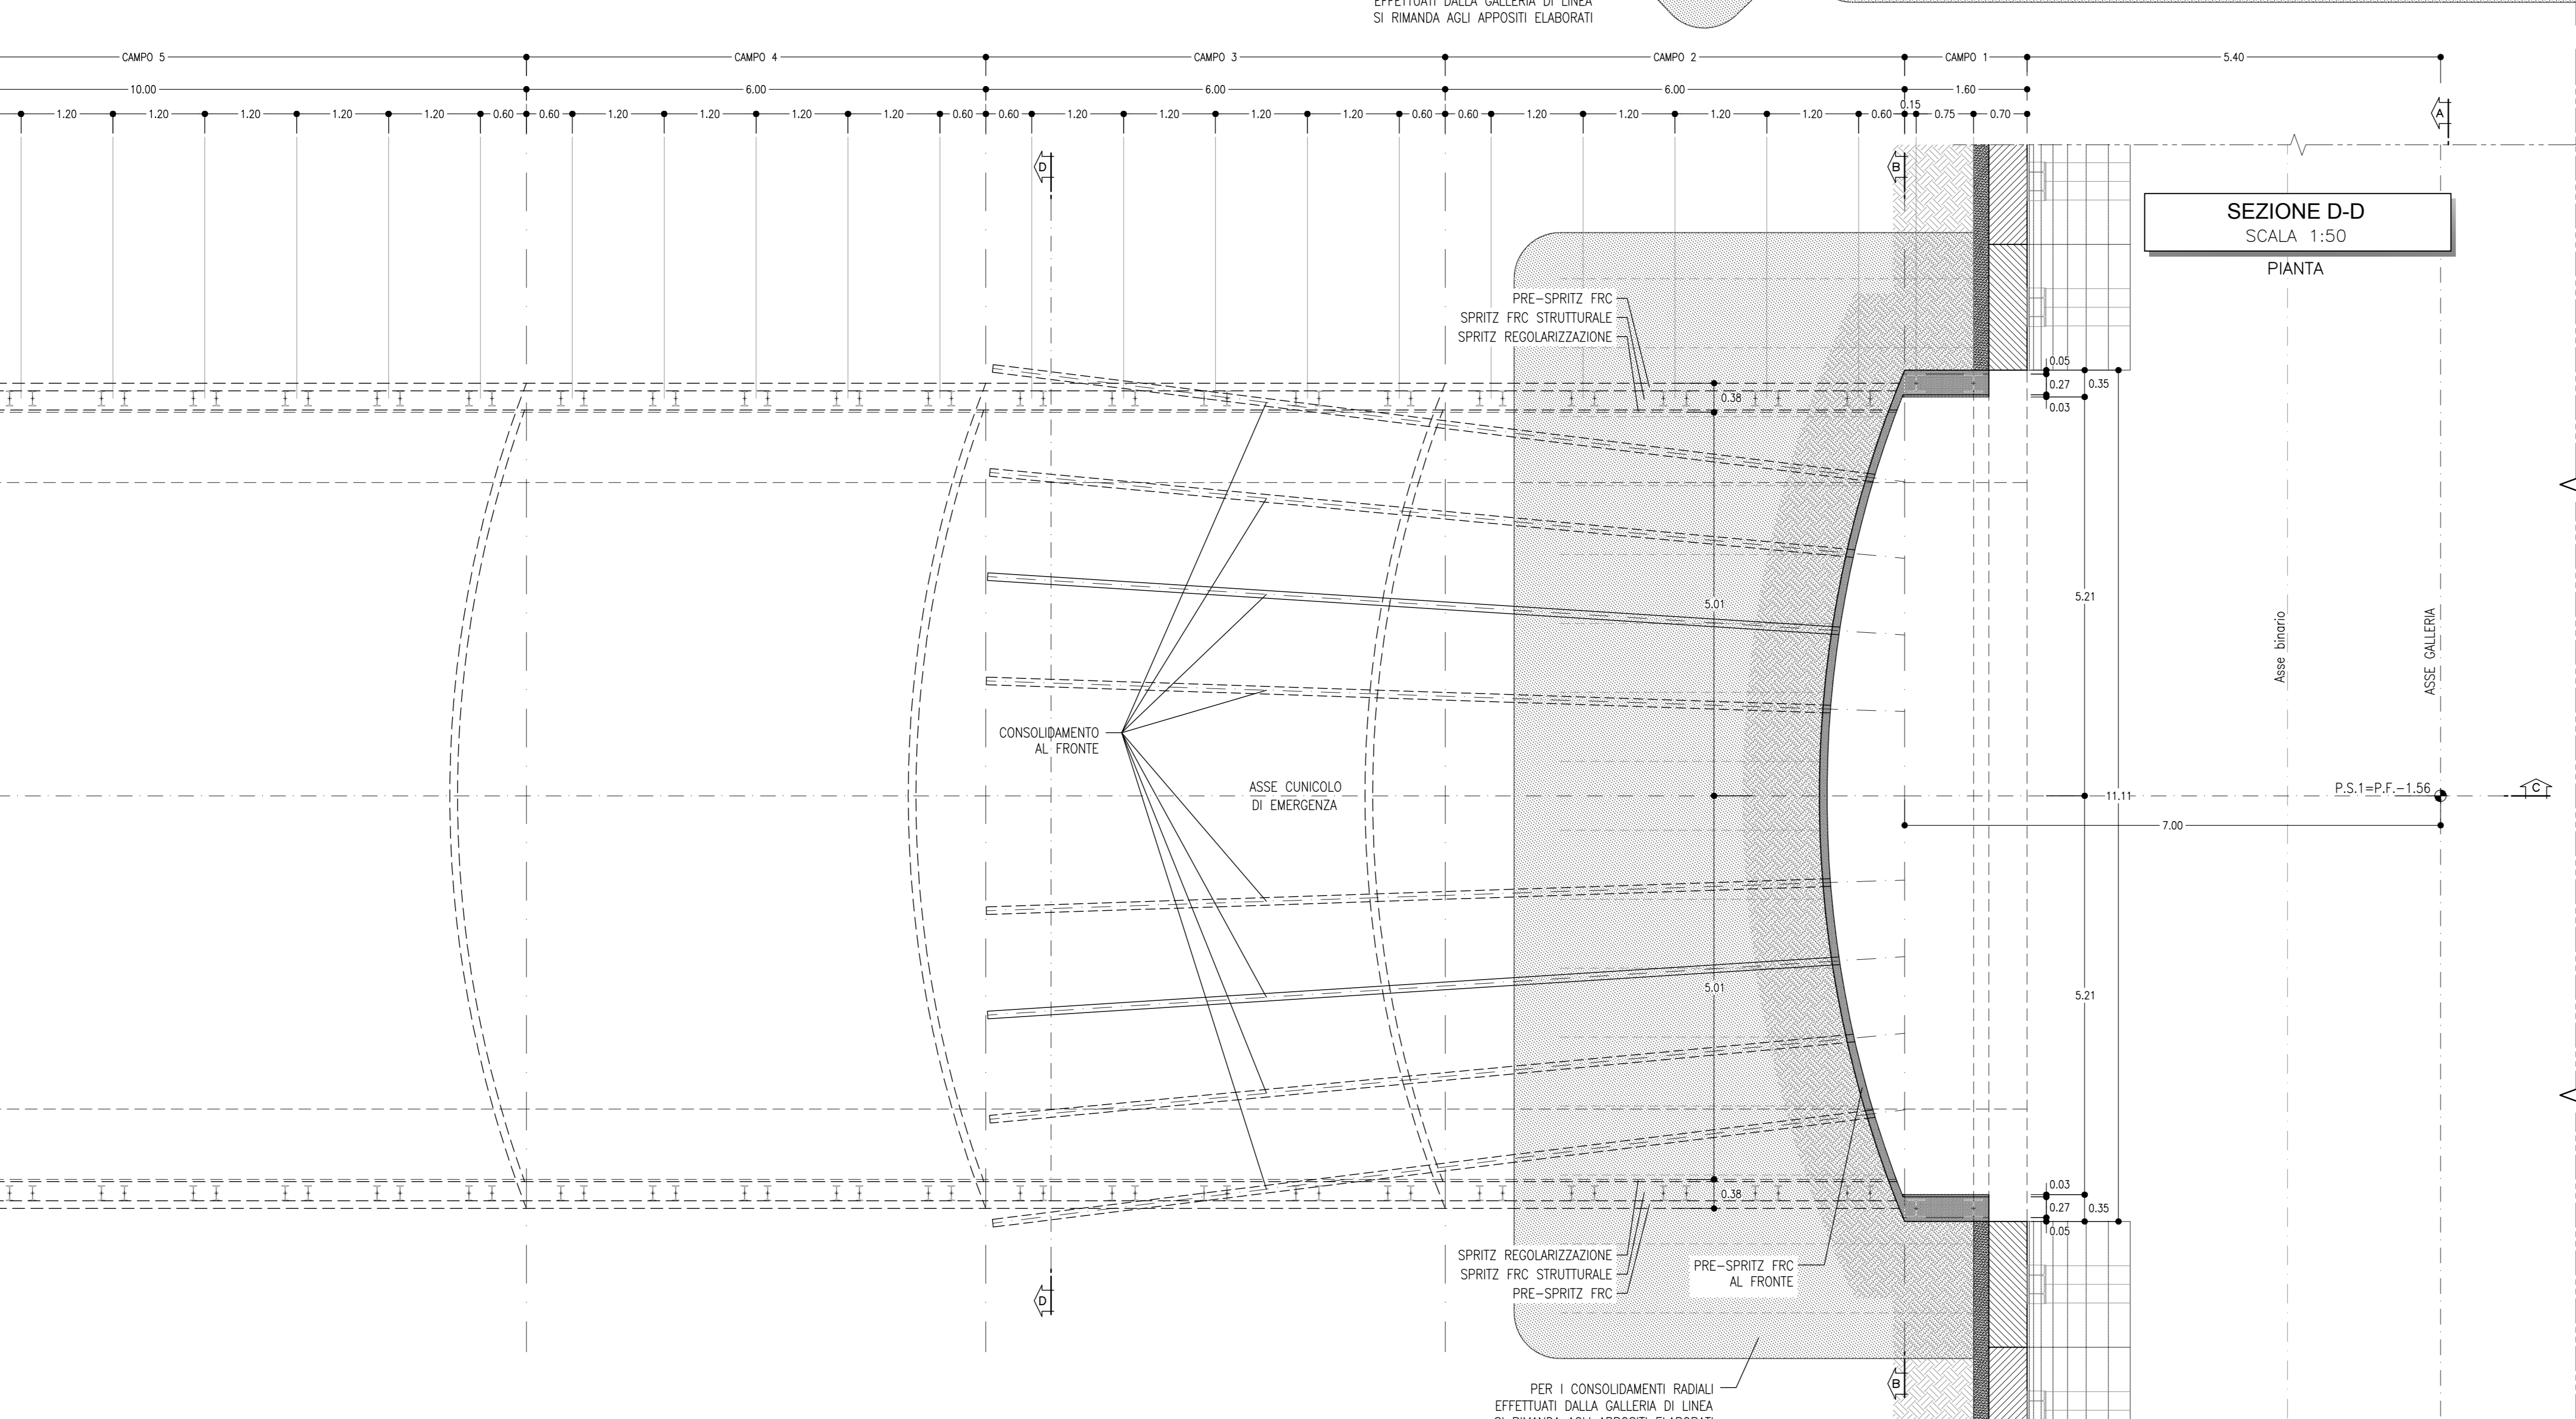 EFFETTUATI DALLA GALLERIA DI LINEA
SI RIMANDA AGLI APPOSITI ELABORATI
CAMPO 5
CAMPO 4
CAMPO 3
CAMPO 2
CAMPO 1
5.40
10.00
6.00
6.00
6.00
1.60
0.15
1.20 1.20 1.20 1.20 1.20 0.60 0.60 1.20 1.20 1.20 1.20 0.60 0.60 1.20 1.20 1.20 1.20 0.60 0.60 1.20 1.20 1.20 1.20 0.60 0.75 0.70
A
D
B
SEZIONE D-D
SCALA 1:50
PIANTA
PRE-SPRITZ FRC
SPRITZ FRC STRUTTURALE
SPRITZ REGOLARIZZAZIONE
0.38
0.05
0.27
0.35
0.03
5.01
5.21
Asse binario
ASSE GALLERIA
CONSOLIDAMENTO
AL FRONTE
ASSE CUNICOLO
DI EMERGENZA
P.S.1=P.F.-1.56
C
11.11
7.00
5.01
5.21
0.38
0.03
0.27
0.35
0.05
SPRITZ REGOLARIZZAZIONE
SPRITZ FRC STRUTTURALE
PRE-SPRITZ FRC
PRE-SPRITZ FRC
AL FRONTE
D
B
PER I CONSOLIDAMENTI RADIALI
EFFETTUATI DALLA GALLERIA DI LINEA
SI RIMANDA AGLI APPOSITI ELABORATI